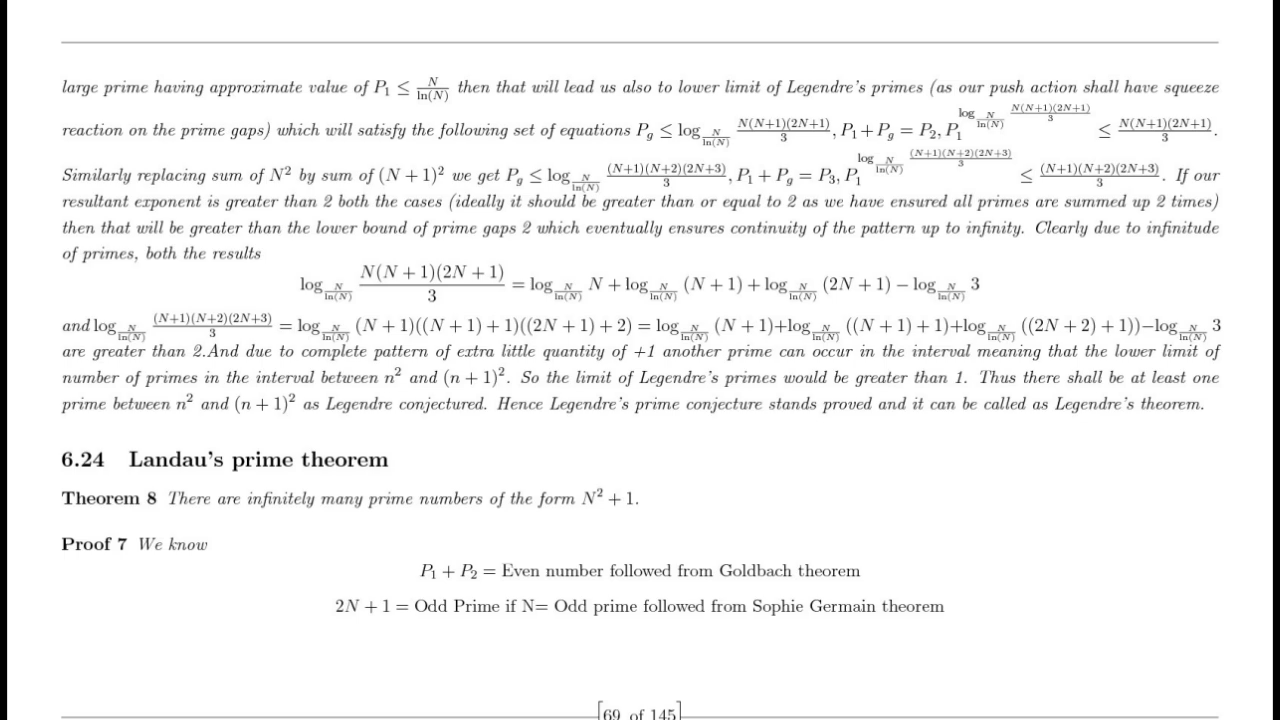 large prime having approximate value of P₁ ≤ N/ln(N) then that will lead us also to lower limit of Legendre's primes (as our push action shall have squeeze
reaction on the prime gaps) which will satisfy the following set of equations P_g ≤ log_{N/ln(N)} N(N+1)(2N+1)/3, P₁ + P_g = P₂, P₁^{log_{N/ln(N)} N(N+1)(2N+1)/3} ≤ N(N+1)(2N+1)/3.
Similarly replacing sum of N² by sum of (N + 1)² we get P_g ≤ log_{N/ln(N)} (N+1)(N+2)(2N+3)/3, P₁ + P_g = P₃, P₁^{log_{N/ln(N)} (N+1)(N+2)(2N+3)/3} ≤ (N+1)(N+2)(2N+3)/3. If our
resultant exponent is greater than 2 both the cases (ideally it should be greater than or equal to 2 as we have ensured all primes are summed up 2 times)
then that will be greater than the lower bound of prime gaps 2 which eventually ensures continuity of the pattern up to infinity. Clearly due to infinitude
of primes, both the results
log_{N/ln(N)} N(N + 1)(2N + 1)/3 = log_{N/ln(N)} N + log_{N/ln(N)} (N + 1) + log_{N/ln(N)} (2N + 1) − log_{N/ln(N)} 3
and log_{N/ln(N)} (N+1)(N+2)(2N+3)/3 = log_{N/ln(N)} (N + 1)((N + 1) + 1)((2N + 1) + 2) = log_{N/ln(N)} (N + 1)+log_{N/ln(N)} ((N + 1) + 1)+log_{N/ln(N)} ((2N + 2) + 1))−log_{N/ln(N)} 3
are greater than 2.And due to complete pattern of extra little quantity of +1 another prime can occur in the interval meaning that the lower limit of
number of primes in the interval between n² and (n + 1)². So the limit of Legendre's primes would be greater than 1. Thus there shall be at least one
prime between n² and (n + 1)² as Legendre conjectured. Hence Legendre's prime conjecture stands proved and it can be called as Legendre's theorem.
6.24 Landau's prime theorem
Theorem 8 There are infinitely many prime numbers of the form N² + 1.
Proof 7 We know
P₁ + P₂ = Even number followed from Goldbach theorem
2N + 1 = Odd Prime if N= Odd prime followed from Sophie Germain theorem
[69 of 145]